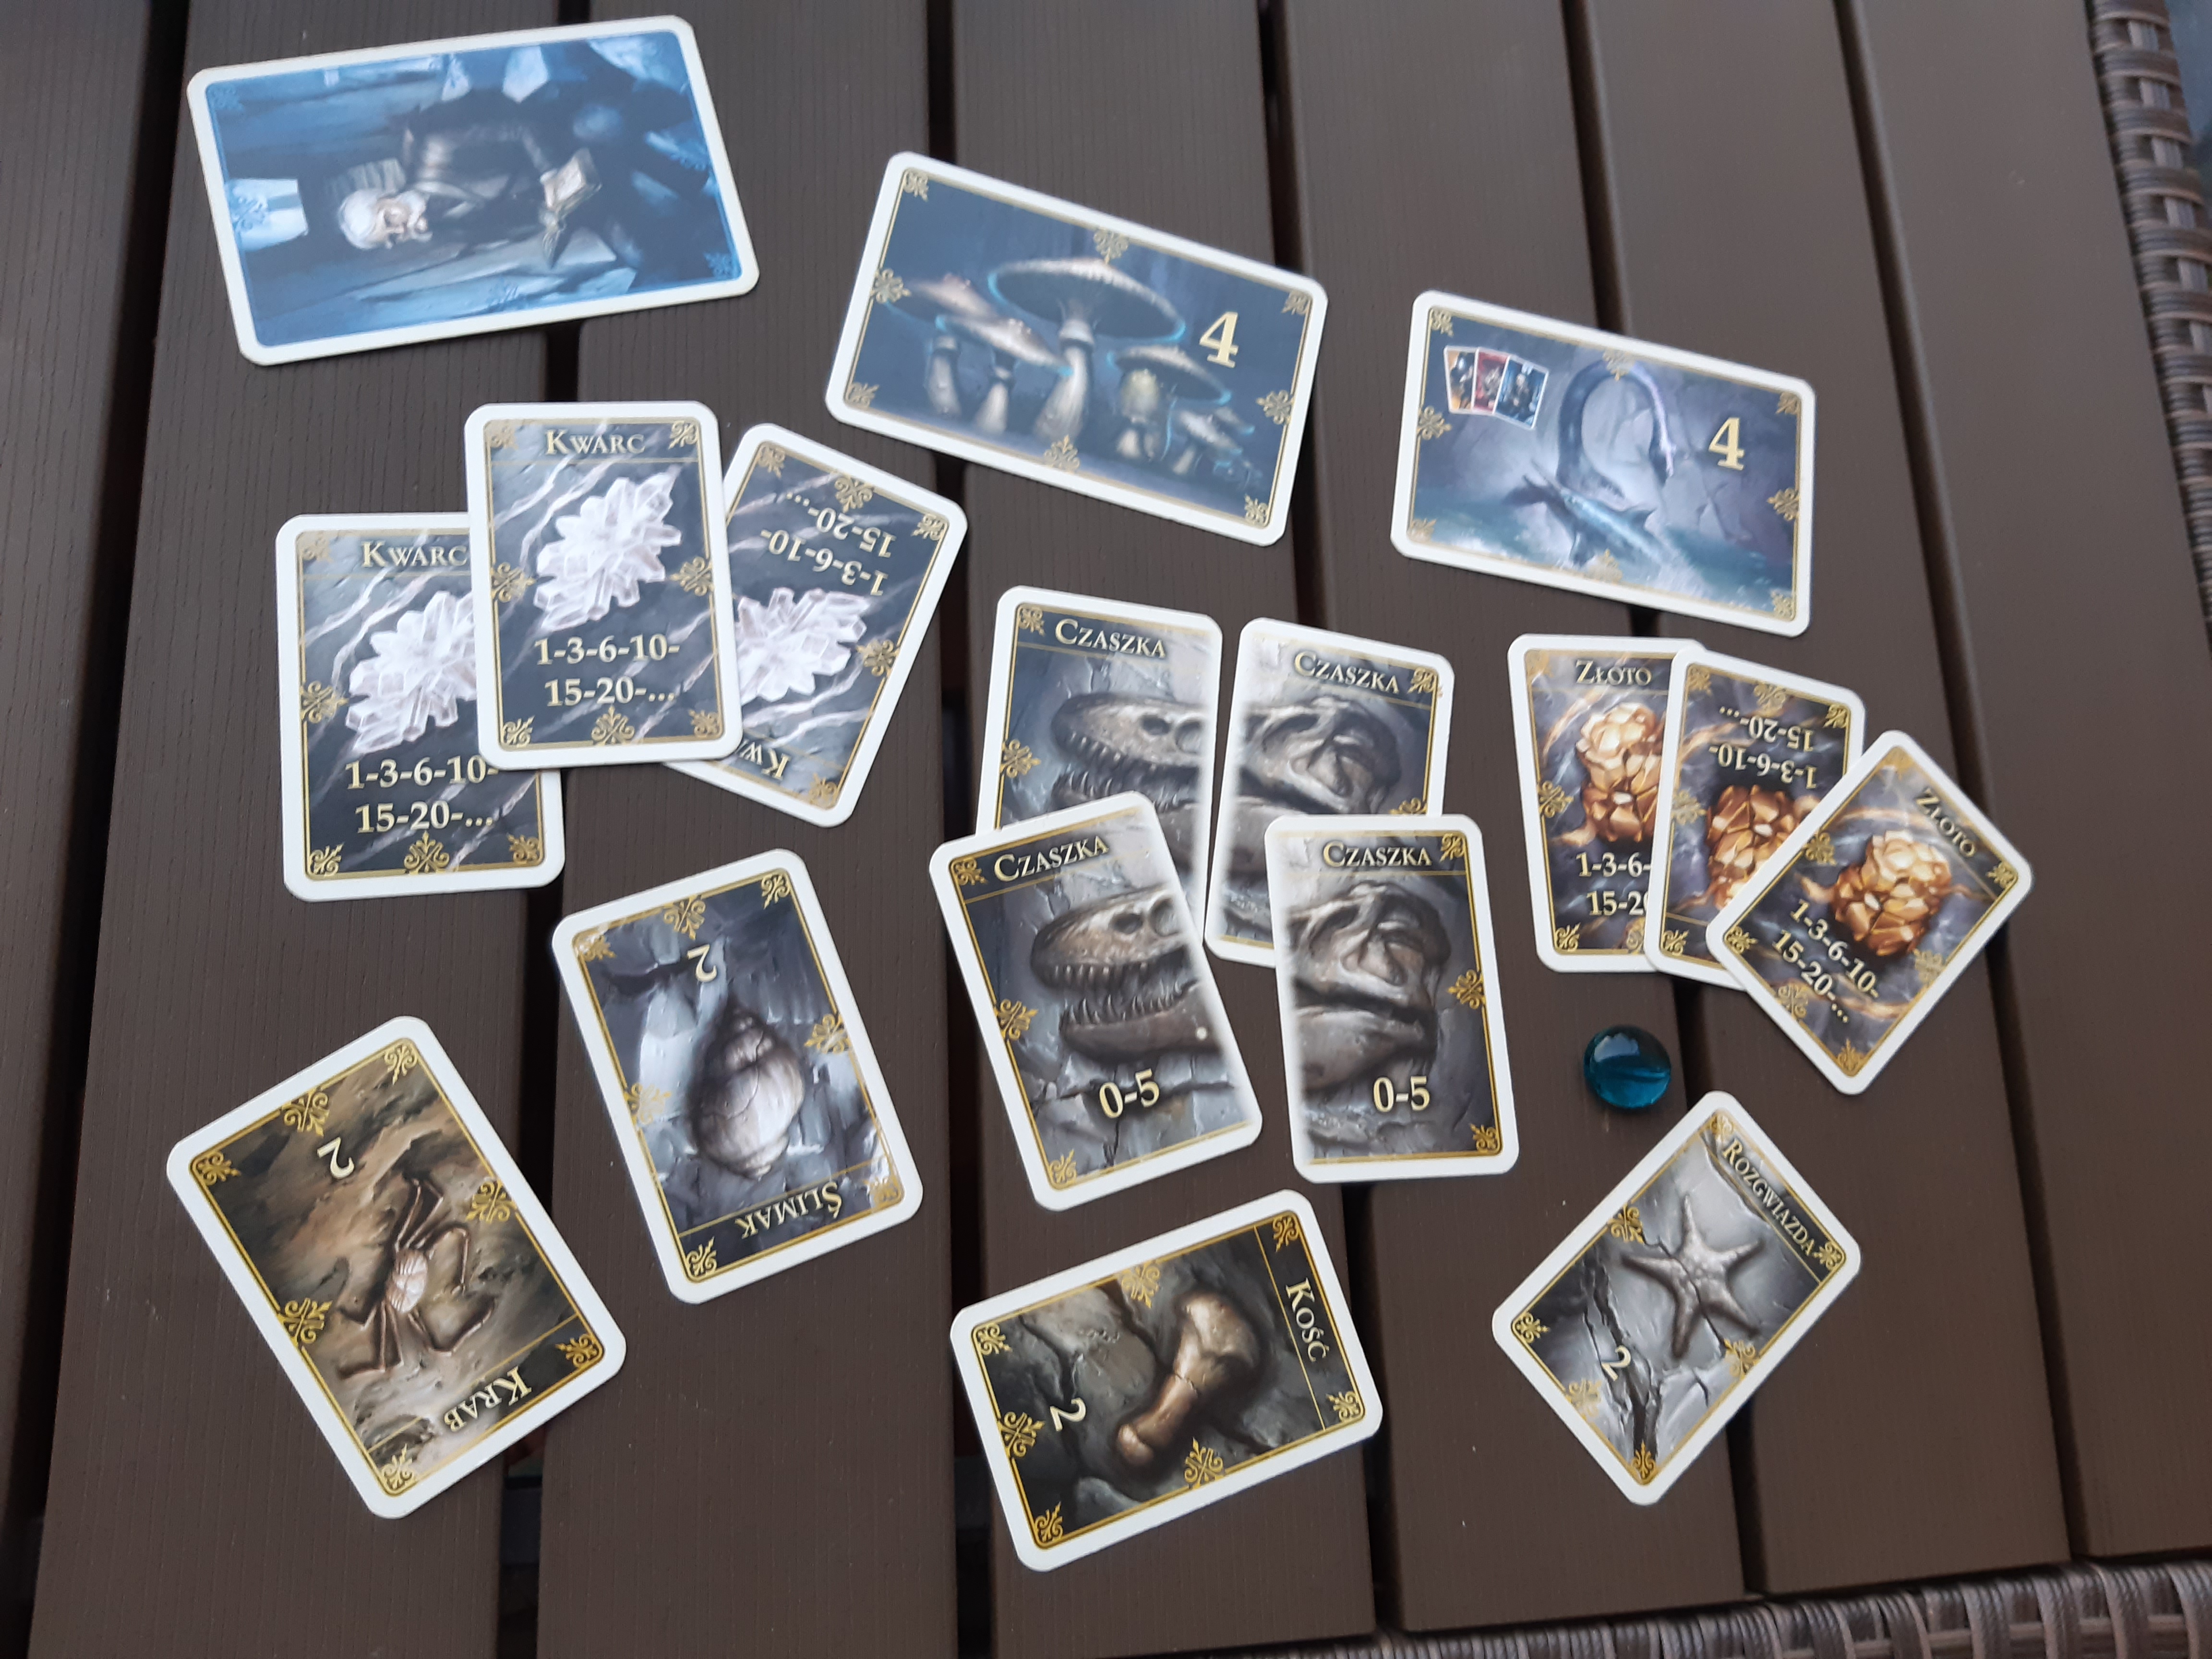 2
KRAB
KWARC
1-3-6-10-
15-20-...
KWARC
1-3-6-10-
15-20-...
2
ŚLIMAK
1-3-6-10-
15-20-...
2
KOŚĆ
CZASZKA
0-5
CZASZKA
4
CZASZKA
0-5
CZASZKA
4
2
ROZGWIAZDA
ZŁOTO
1-3-6-
1-3-6-10-
15-20-...
ZŁOTO
1-3-6-10-
15-20-...